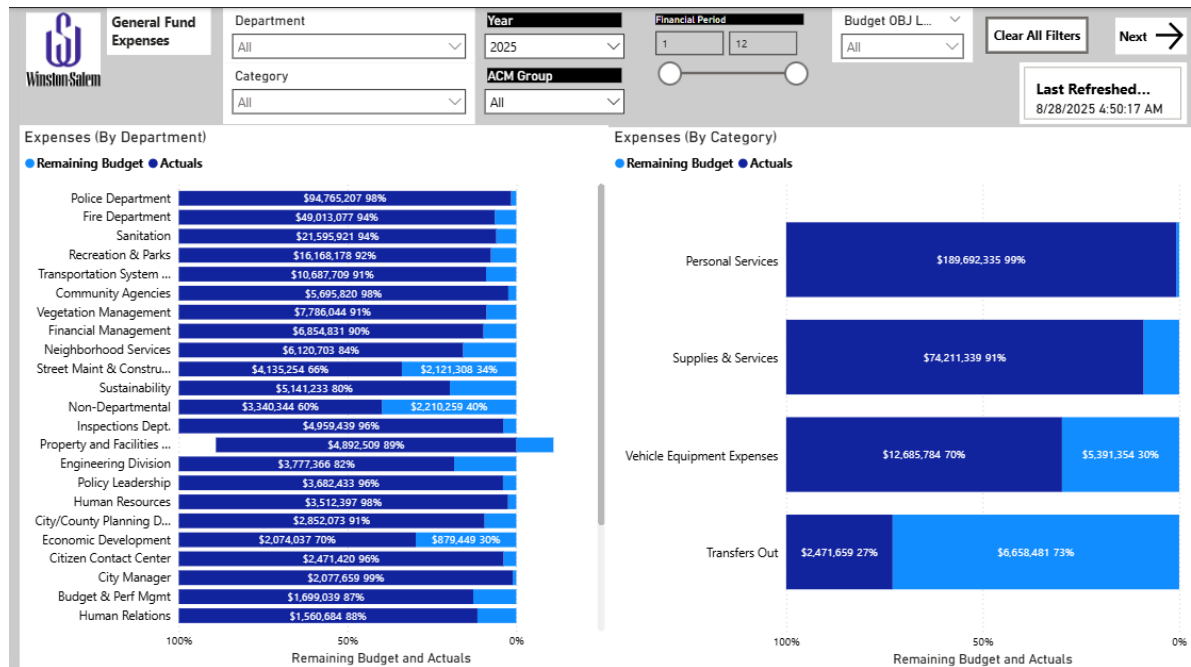 Winston-Salem
General Fund
Expenses
Department
All
Category
All
Year
2025
ACM Group
All
Financial Period
1
12
Budget OBJ L...
All
Clear All Filters
Next
Last Refreshed...
8/28/2025 4:50:17 AM
Expenses (By Department)
Remaining Budget Actuals
Police Department $94,765,207 98%
Fire Department $49,013,077 94%
Sanitation $21,595,921 94%
Recreation & Parks $16,168,178 92%
Transportation System ... $10,687,709 91%
Community Agencies $5,695,820 98%
Vegetation Management $7,786,044 91%
Financial Management $6,854,831 90%
Neighborhood Services $6,120,703 84%
Street Maint & Constru... $4,135,254 66% $2,121,308 34%
Sustainability $5,141,233 80%
Non-Departmental $3,340,344 60% $2,210,259 40%
Inspections Dept. $4,959,439 96%
Property and Facilities ... $4,892,509 89%
Engineering Division $3,777,366 82%
Policy Leadership $3,682,433 96%
Human Resources $3,512,397 98%
City/County Planning D... $2,852,073 91%
Economic Development $2,074,037 70% $879,449 30%
Citizen Contact Center $2,471,420 96%
City Manager $2,077,659 99%
Budget & Perf Mgmt $1,699,039 87%
Human Relations $1,560,684 88%
100% 50% 0%
Remaining Budget and Actuals
Expenses (By Category)
Remaining Budget Actuals
Personal Services $189,692,335 99%
Supplies & Services $74,211,339 91%
Vehicle Equipment Expenses $12,685,784 70% $5,391,354 30%
Transfers Out $2,471,659 27% $6,658,481 73%
100% 50% 0%
Remaining Budget and Actuals